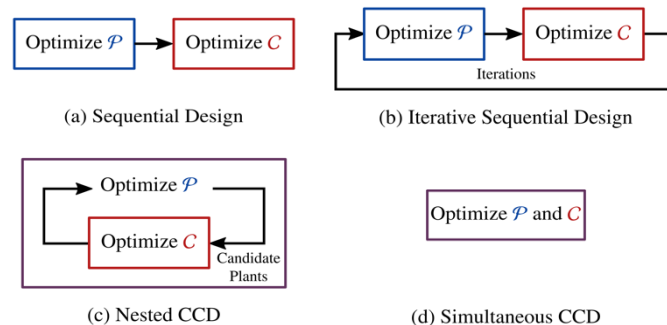 Optimize 𝒫
Optimize 𝒞
(a) Sequential Design
Optimize 𝒫
Optimize 𝒞
Iterations
(b) Iterative Sequential Design
Optimize 𝒫
Optimize 𝒞
Candidate
Plants
(c) Nested CCD
Optimize 𝒫 and 𝒞
(d) Simultaneous CCD